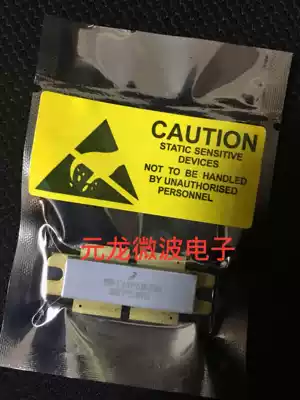 CAUTION
STATIC SENSITIVE
DEVICES
NOT TO BE HANDLED
BY UNAUTHORISED
PERSONNEL
元龙微波电子